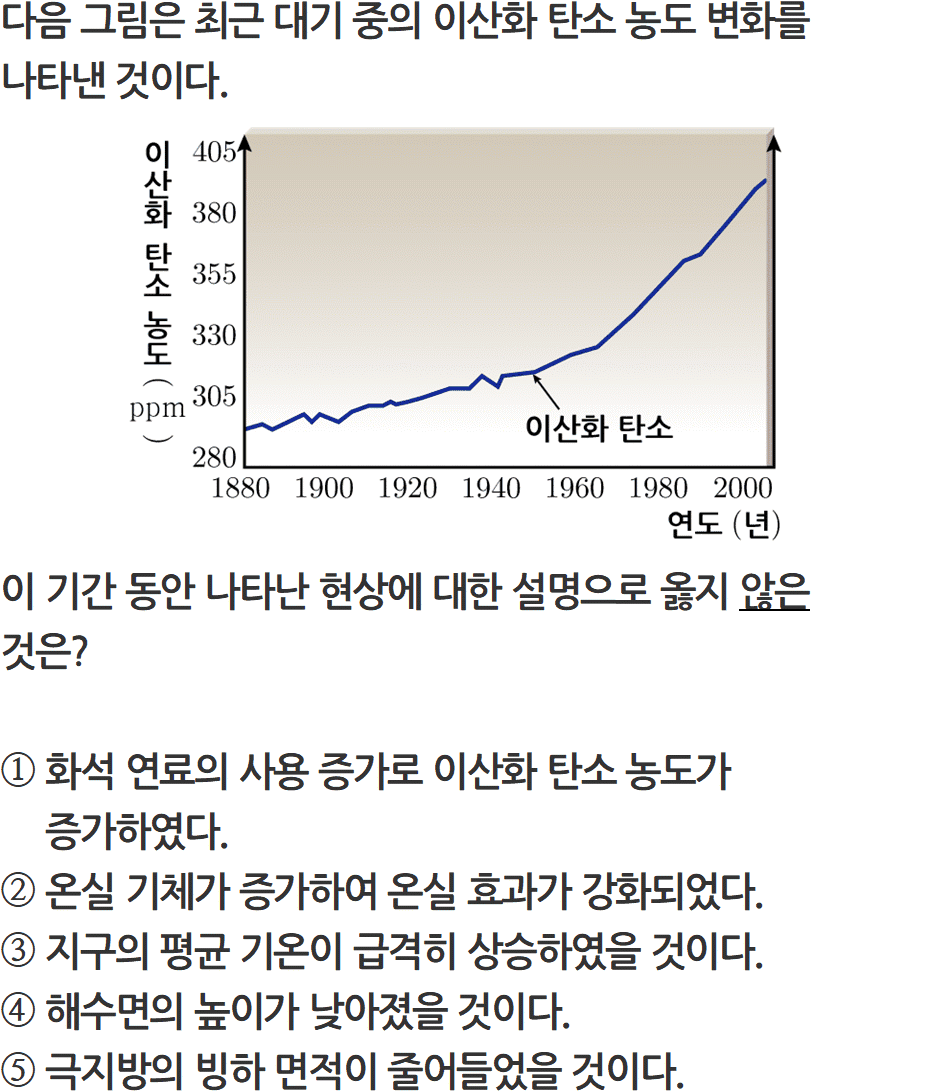 다음 그림은 최근 대기 중의 이산화 탄소 농도 변화를
나타낸 것이다.
이산화 탄소 농도 (ppm)
405
380
355
330
305
280
이산화 탄소
1880 1900 1920 1940 1960 1980 2000
연도 (년)
이 기간 동안 나타난 현상에 대한 설명으로 옳지 않은
것은?
① 화석 연료의 사용 증가로 이산화 탄소 농도가
증가하였다.
② 온실 기체가 증가하여 온실 효과가 강화되었다.
③ 지구의 평균 기온이 급격히 상승하였을 것이다.
④ 해수면의 높이가 낮아졌을 것이다.
⑤ 극지방의 빙하 면적이 줄어들었을 것이다.